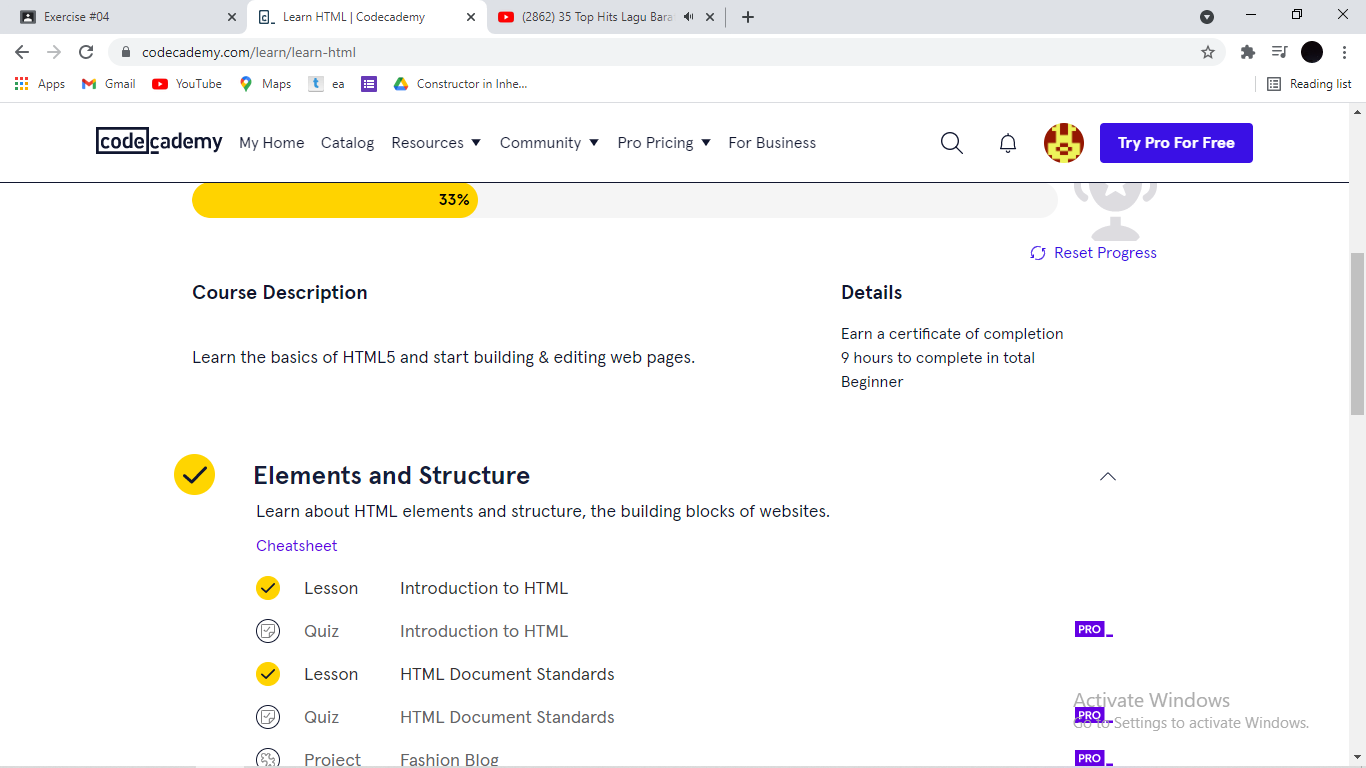 Exercise #04
Learn HTML | Codecademy
(2862) 35 Top Hits Lagu Bara
codecademy.com/learn/learn-html
Apps Gmail YouTube Maps ea Constructor in Inhe... Reading list
codecademy My Home Catalog Resources Community Pro Pricing For Business Try Pro For Free
33%
Reset Progress
Course Description
Details
Learn the basics of HTML5 and start building & editing web pages.
Earn a certificate of completion
9 hours to complete in total
Beginner
Elements and Structure
Learn about HTML elements and structure, the building blocks of websites.
Cheatsheet
Lesson Introduction to HTML
Quiz Introduction to HTML PRO
Lesson HTML Document Standards
Quiz HTML Document Standards PRO
Project Fashion Blog PRO
Activate Windows
Go to Settings to activate Windows.